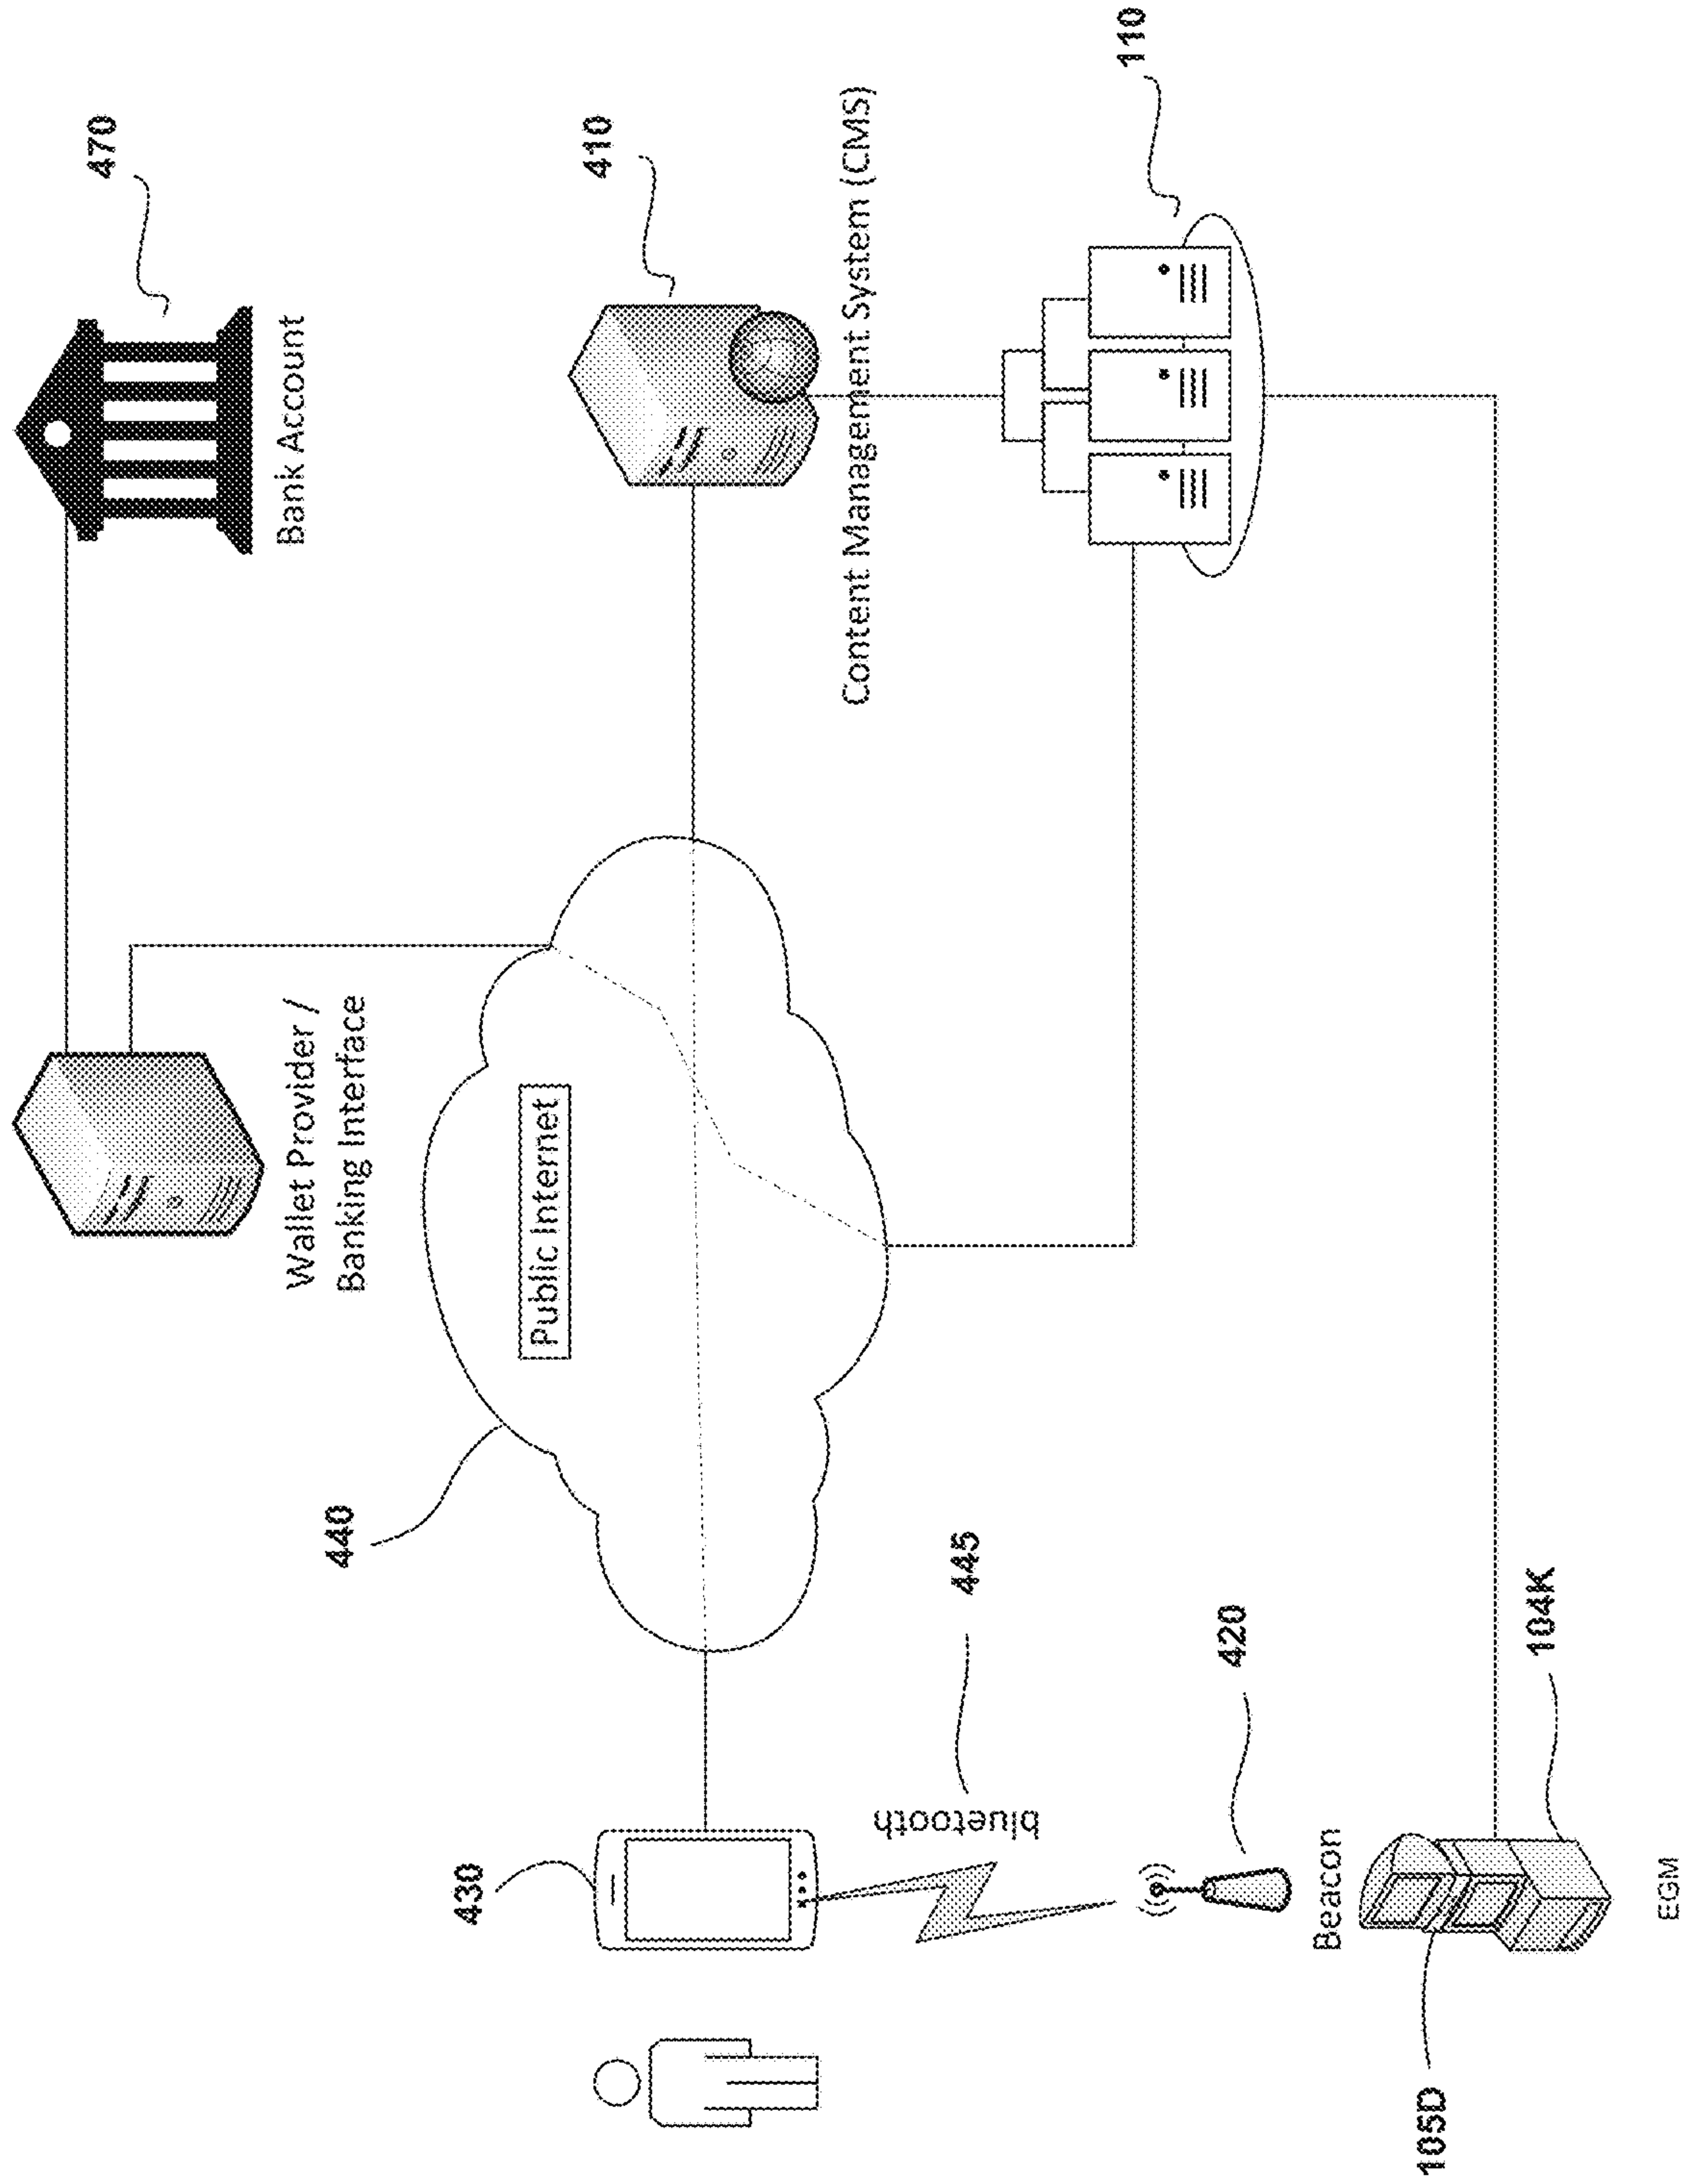 470
Bank Account
Wallet Provider /
Banking Interface
410
Content Management System (CMS)
Public Internet
440
110
430
bluetooth
445
420
Beacon
104K
105D
EGM